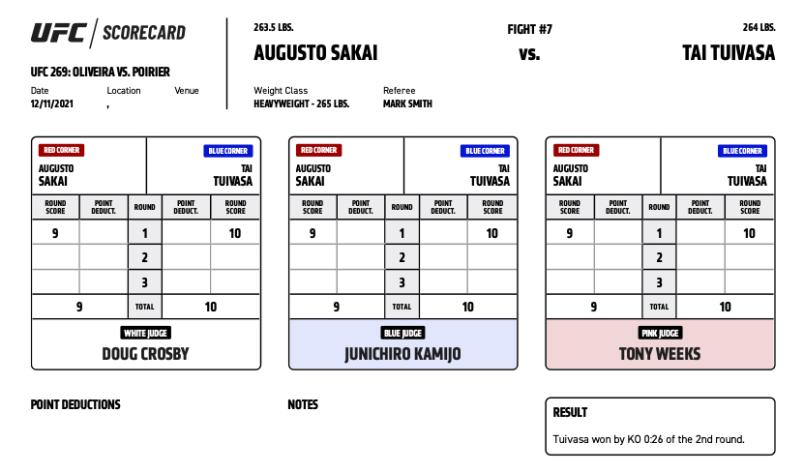 UFC / SCORECARD
UFC 269: OLIVEIRA VS. POIRIER
Date Location Venue
12/11/2021 ,
263.5 LBS. FIGHT #7 264 LBS.
AUGUSTO SAKAI vs. TAI TUIVASA
Weight Class Referee
HEAVYWEIGHT - 265 LBS. MARK SMITH
RED CORNER BLUE CORNER
AUGUSTO SAKAI TAI TUIVASA
ROUND SCORE POINT DEDUCT. ROUND POINT DEDUCT. ROUND SCORE
9 1 10
2
3
9 TOTAL 10
WHITE JUDGE
DOUG CROSBY
RED CORNER BLUE CORNER
AUGUSTO SAKAI TAI TUIVASA
ROUND SCORE POINT DEDUCT. ROUND POINT DEDUCT. ROUND SCORE
9 1 10
2
3
9 TOTAL 10
BLUE JUDGE
JUNICHIRO KAMIJO
RED CORNER BLUE CORNER
AUGUSTO SAKAI TAI TUIVASA
ROUND SCORE POINT DEDUCT. ROUND POINT DEDUCT. ROUND SCORE
9 1 10
2
3
9 TOTAL 10
PINK JUDGE
TONY WEEKS
POINT DEDUCTIONS
NOTES
RESULT
Tuivasa won by KO 0:26 of the 2nd round.